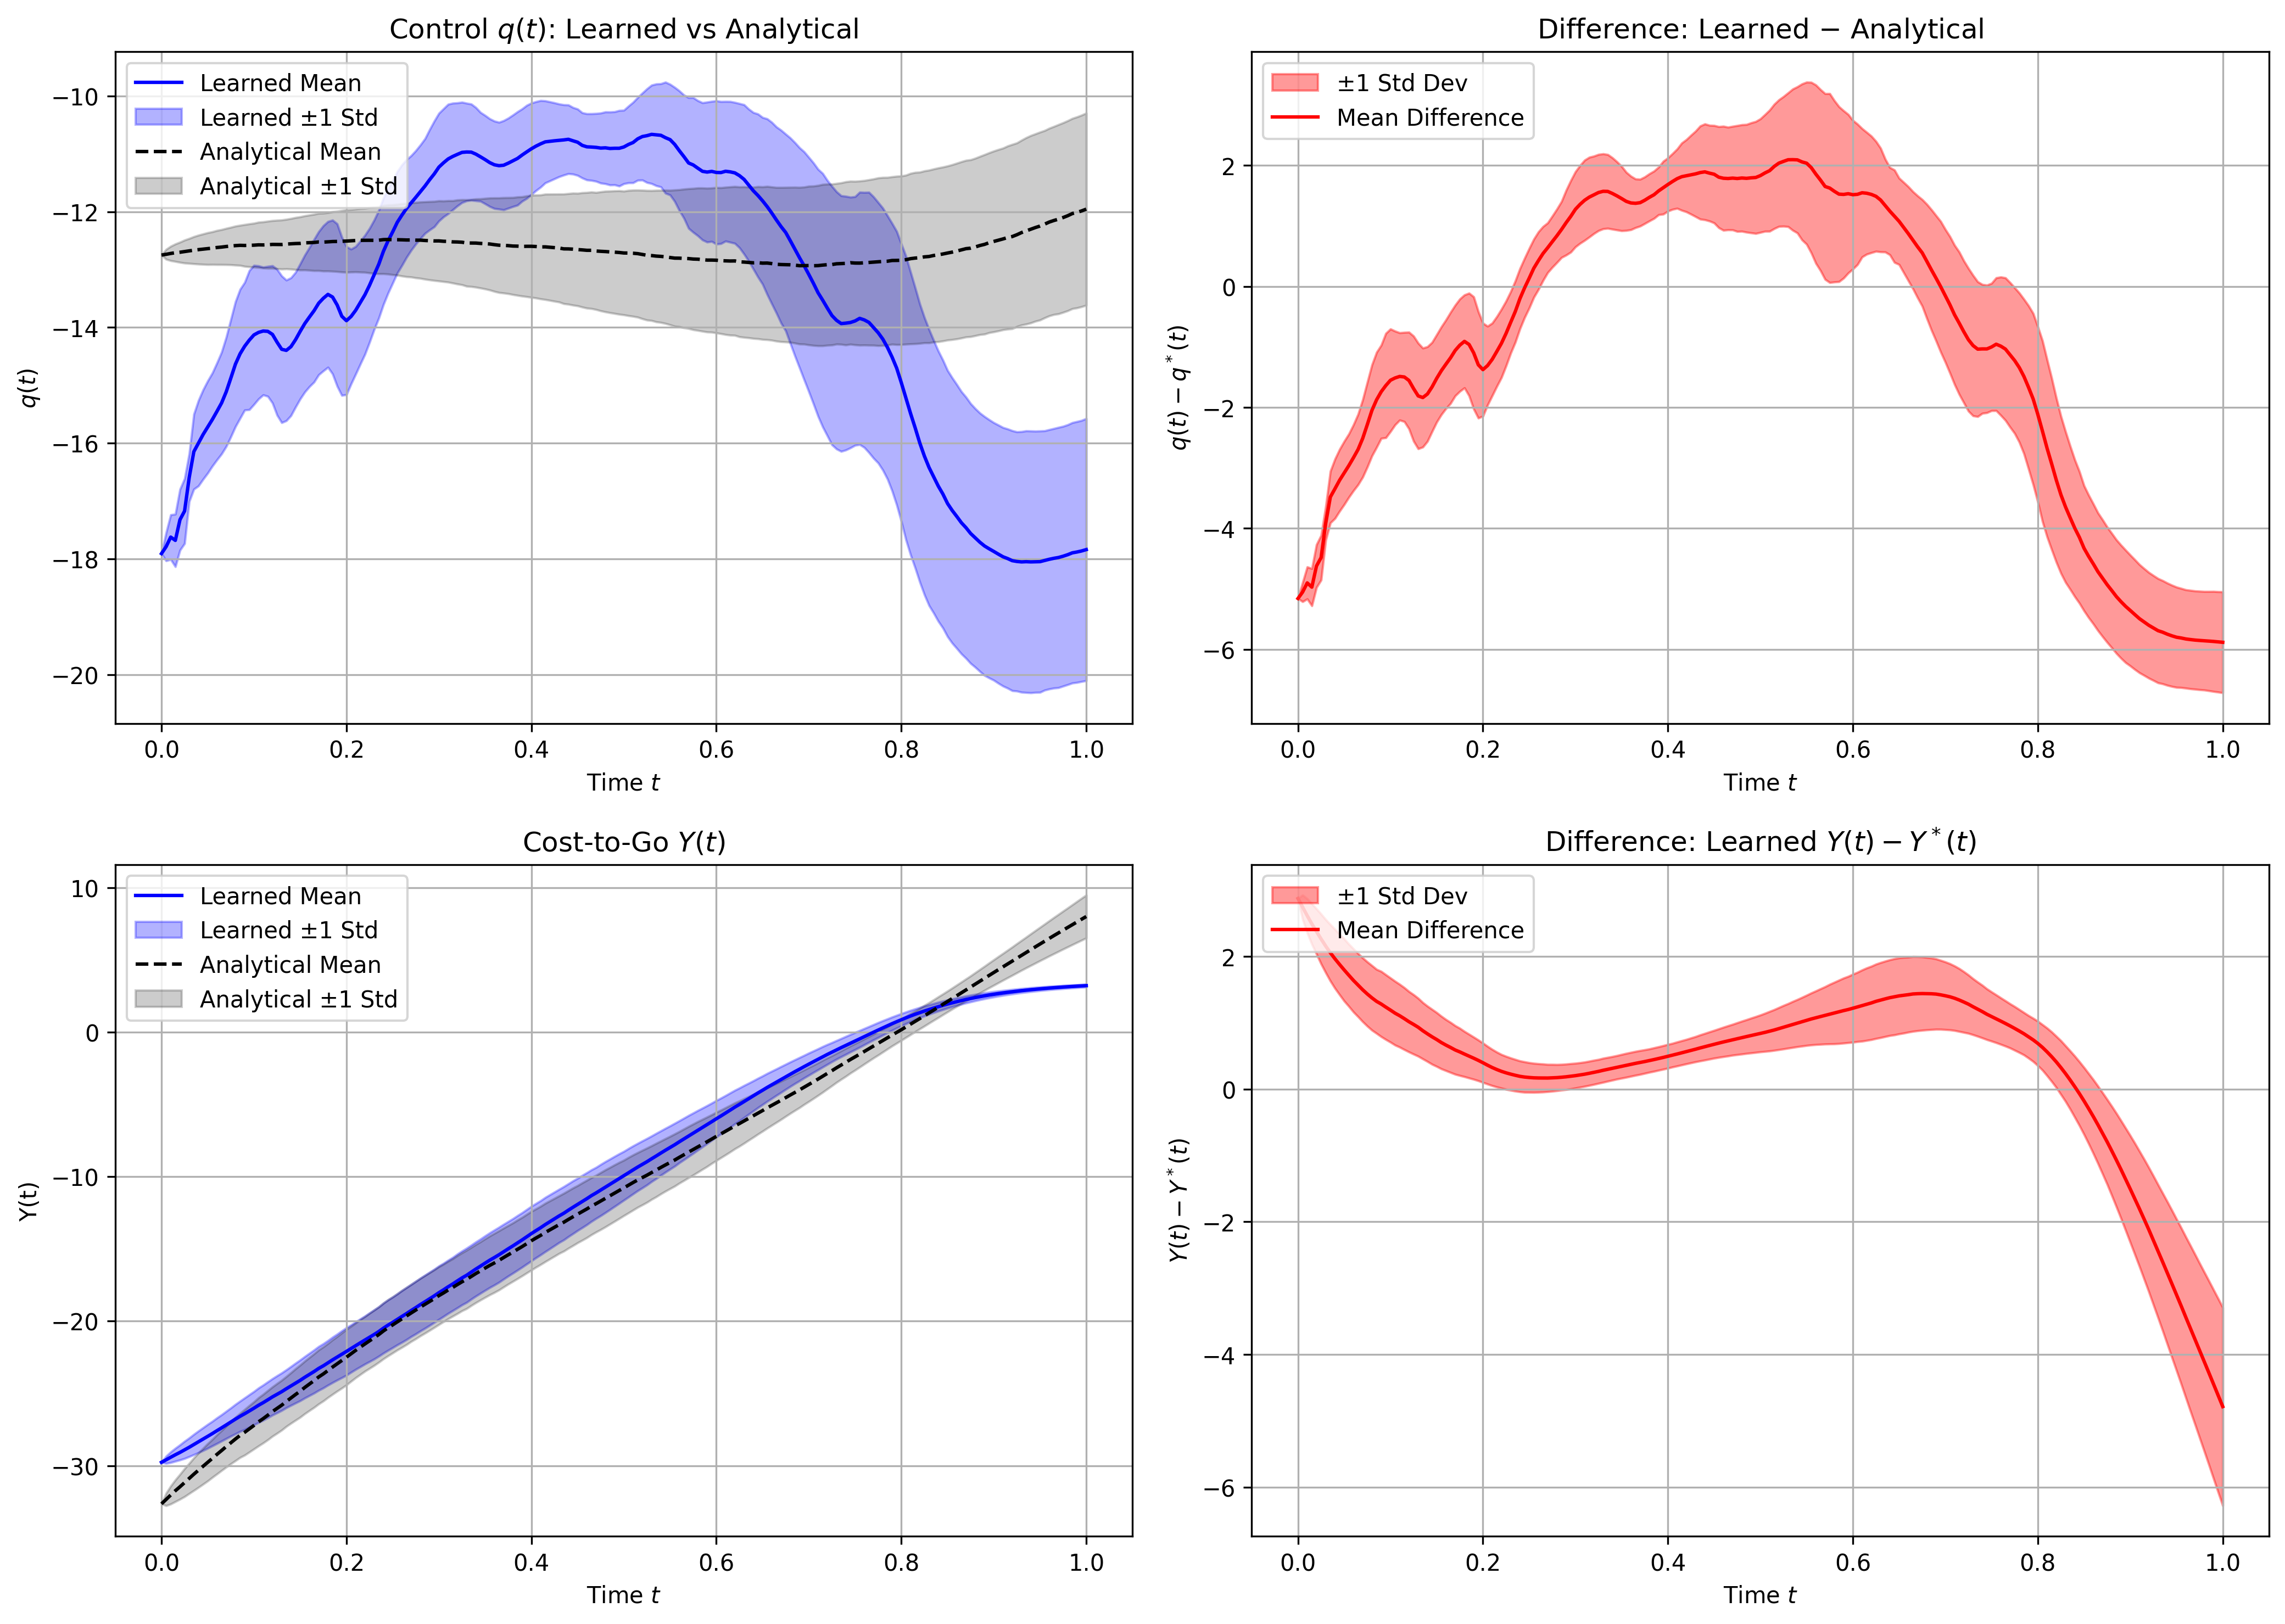 Control q(t): Learned vs Analytical
Learned Mean
Learned ±1 Std
Analytical Mean
Analytical ±1 Std
q(t)
−10
−12
−14
−16
−18
−20
0.0 0.2 0.4 0.6 0.8 1.0
Time t
Difference: Learned − Analytical
±1 Std Dev
Mean Difference
q(t) − q*(t)
2
0
−2
−4
−6
0.0 0.2 0.4 0.6 0.8 1.0
Time t
Cost-to-Go Y(t)
Learned Mean
Learned ±1 Std
Analytical Mean
Analytical ±1 Std
Y(t)
10
0
−10
−20
−30
0.0 0.2 0.4 0.6 0.8 1.0
Time t
Difference: Learned Y(t) − Y*(t)
±1 Std Dev
Mean Difference
Y(t) − Y*(t)
2
0
−2
−4
−6
0.0 0.2 0.4 0.6 0.8 1.0
Time t